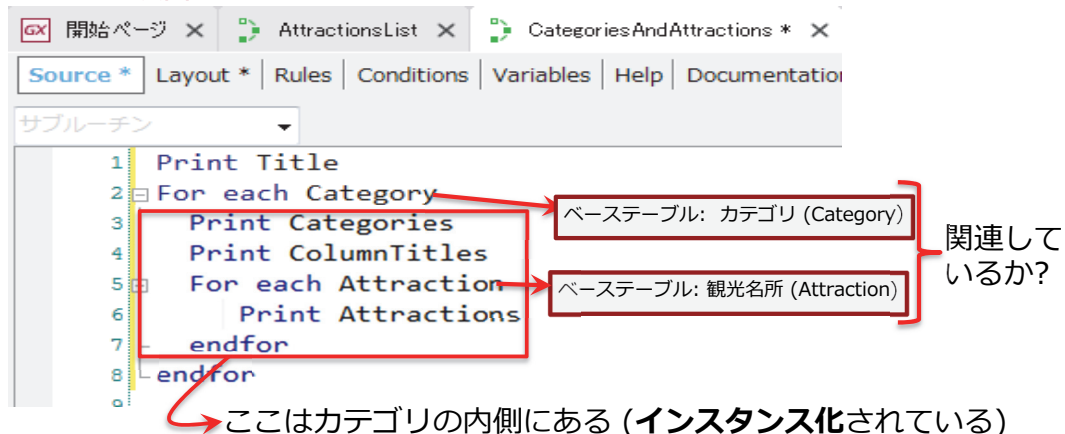 GX 開始ページ × AttractionsList × CategoriesAndAttractions * ×
Source * Layout * Rules Conditions Variables Help Documentation
サブルーチン
1 Print Title
2 For each Category
3 Print Categories
4 Print ColumnTitles
5 For each Attraction
6 Print Attractions
7 endfor
8 endfor
9
ベーステーブル: カテゴリ (Category)
ベーステーブル: 観光名所 (Attraction)
関連して
いるか?
ここはカテゴリの内側にある (インスタンス化されている)